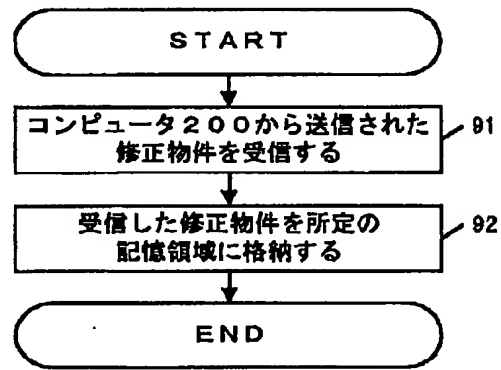 START
コンピュータ200から送信された
修正物件を受信する
91
受信した修正物件を所定の
記憶領域に格納する
92
END